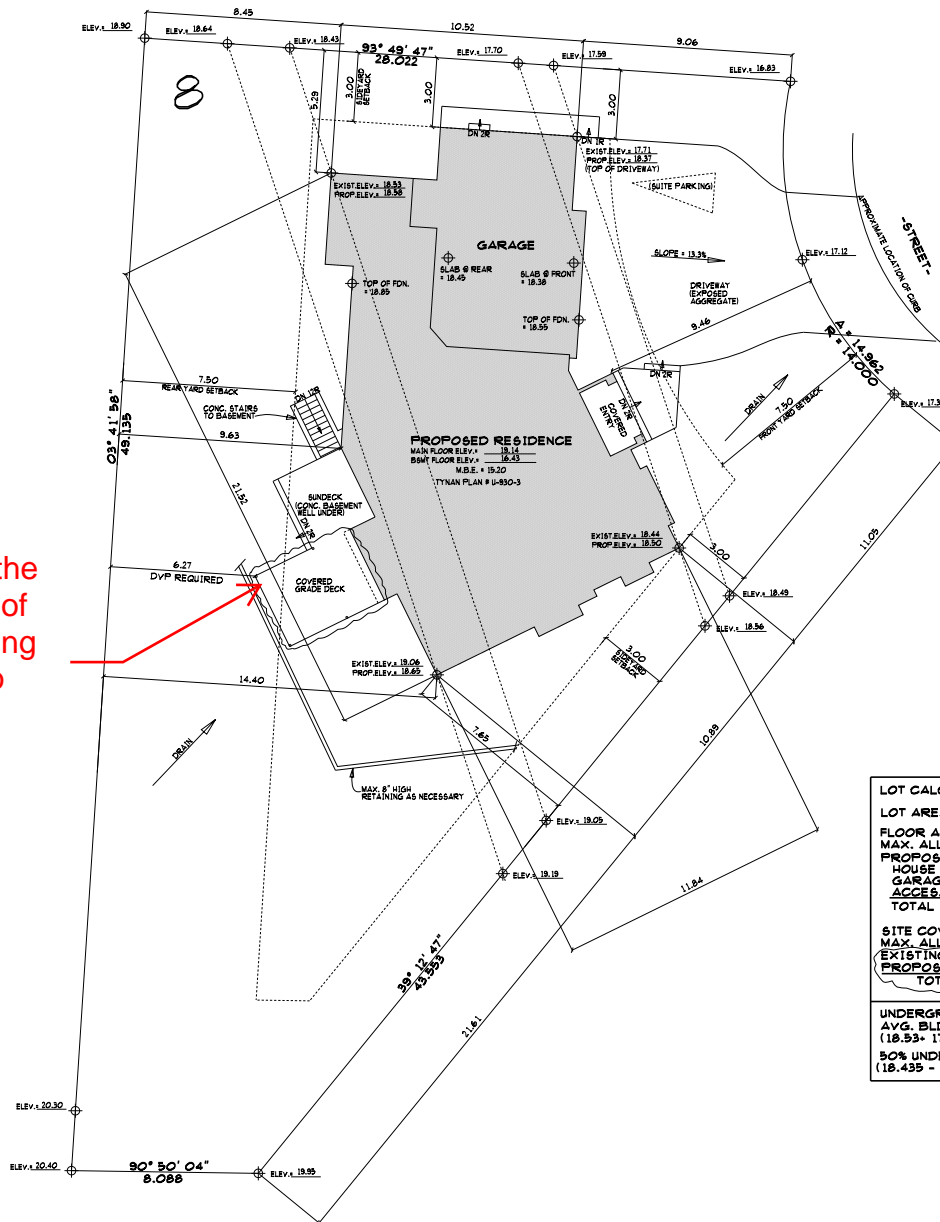 8.45
10.52
9.06
ELEV.= 18.90
ELEV.= 18.64
ELEV.= 18.43
93° 49' 47"
28.022
ELEV.= 17.70
ELEV.= 17.59
ELEV.= 16.83
8
5.29
3.00
SIDEYARD
SETBACK
3.00
3.00
DN 2R
DN 1R
EXIST.ELEV.= 17.71
PROP.ELEV.= 18.37
(TOP OF DRIVEWAY)
EXIST.ELEV.= 18.53
PROP.ELEV.= 18.58
(SUITE PARKING)
-STREET-
APPROXIMATE LOCATION OF CURB
GARAGE
SLAB @ REAR
= 18.45
SLAB @ FRONT
= 18.38
SLOPE = 13.3%
ELEV.= 17.12
TOP OF FDN.
= 18.85
DRIVEWAY
(EXPOSED
AGGREGATE)
TOP OF FDN.
= 18.55
9.46
Δ = 14.962
R = 14.000
03° 41' 58"
49.135
7.50
REAR YARD SETBACK
DN 12R
CONC. STAIRS
TO BASEMENT
9.63
DN 2R
DN 2R
COVERED
ENTRY
DRAIN
7.50
FRONT YARD SETBACK
ELEV.= 17.3
PROPOSED RESIDENCE
MAIN FLOOR ELEV.= 19.14
BSMT FLOOR ELEV.= 16.43
M.B.E. = 15.20
TYNAN PLAN # U-930-3
21.52
SUNDECK
(CONC. BASEMENT
WELL UNDER)
DN 2R
EXIST.ELEV.= 18.44
PROP.ELEV.= 18.50
11.05
3.00
the
of
ing
6.27
DVP REQUIRED
COVERED
GRADE DECK
ELEV.= 18.49
ELEV.= 18.56
3.00
SIDEYARD
SETBACK
EXIST.ELEV.= 19.06
PROP.ELEV.= 18.65
14.40
7.65
10.89
DRAIN
MAX. 8" HIGH
RETAINING AS NECESSARY
ELEV.= 19.05
ELEV.= 19.19
11.84
LOT CALC
LOT ARE
FLOOR A
MAX. ALL
PROPOS
HOUSE
GARAG
ACCES
TOTAL
SITE COV
MAX. ALL
EXISTING
PROPOS
TOT
UNDERGR
AVG. BLD
(18.53+ 17
50% UNDE
(18.435 -
39° 12' 47"
43.553
21.61
ELEV.= 20.30
ELEV.= 20.40
90° 50' 04"
8.088
ELEV.= 19.95